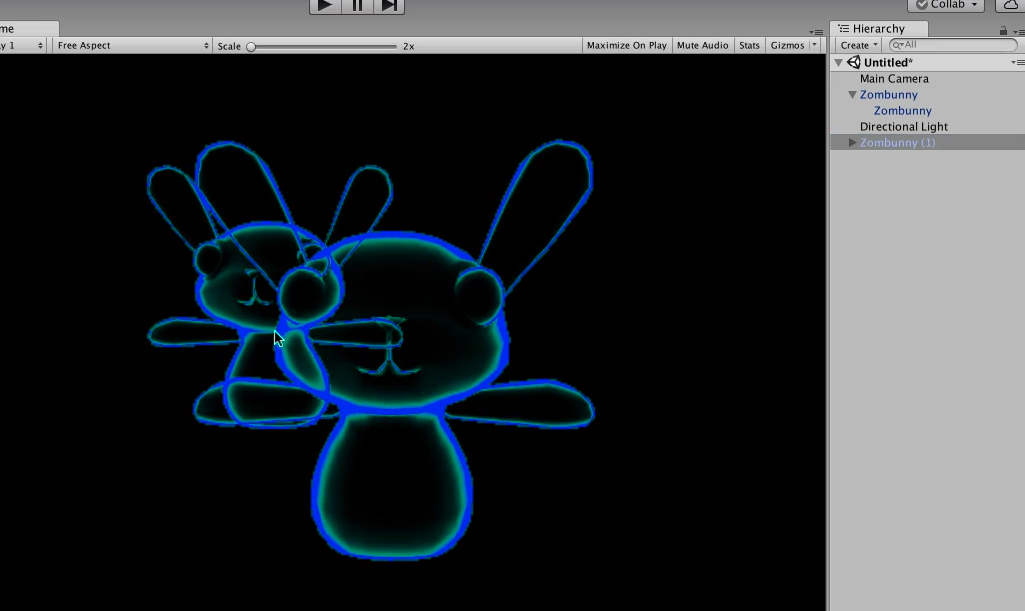 Collab
me
Hierarchy
y 1 Free Aspect Scale 2x Maximize On Play Mute Audio Stats Gizmos
Create All
Untitled*
Main Camera
Zombunny
Zombunny
Directional Light
Zombunny (1)